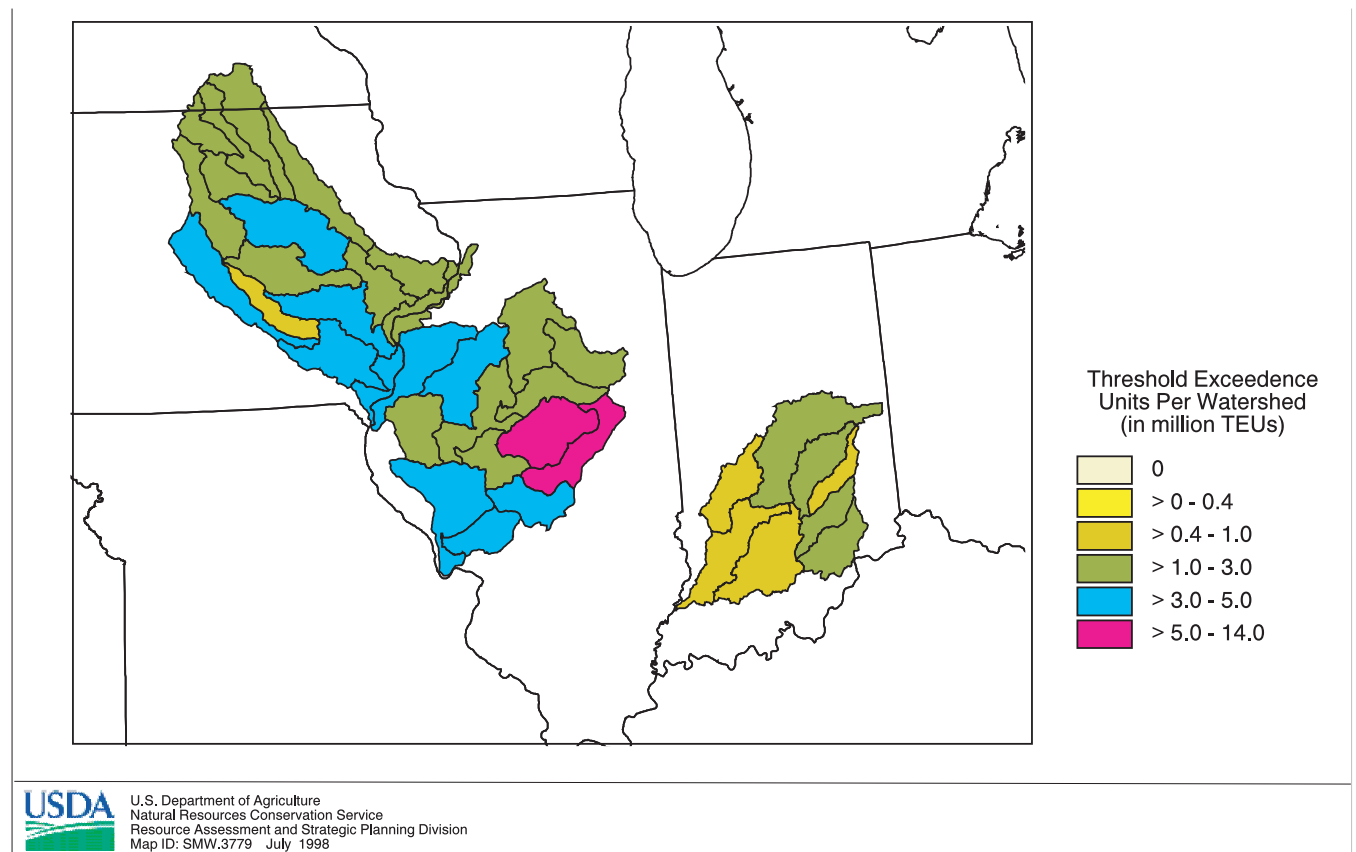 Threshold Exceedence
Units Per Watershed
(in million TEUs)
0
> 0 - 0.4
> 0.4 - 1.0
> 1.0 - 3.0
> 3.0 - 5.0
> 5.0 - 14.0
USDA
U.S. Department of Agriculture
Natural Resources Conservation Service
Resource Assessment and Strategic Planning Division
Map ID: SMW.3779 July 1998